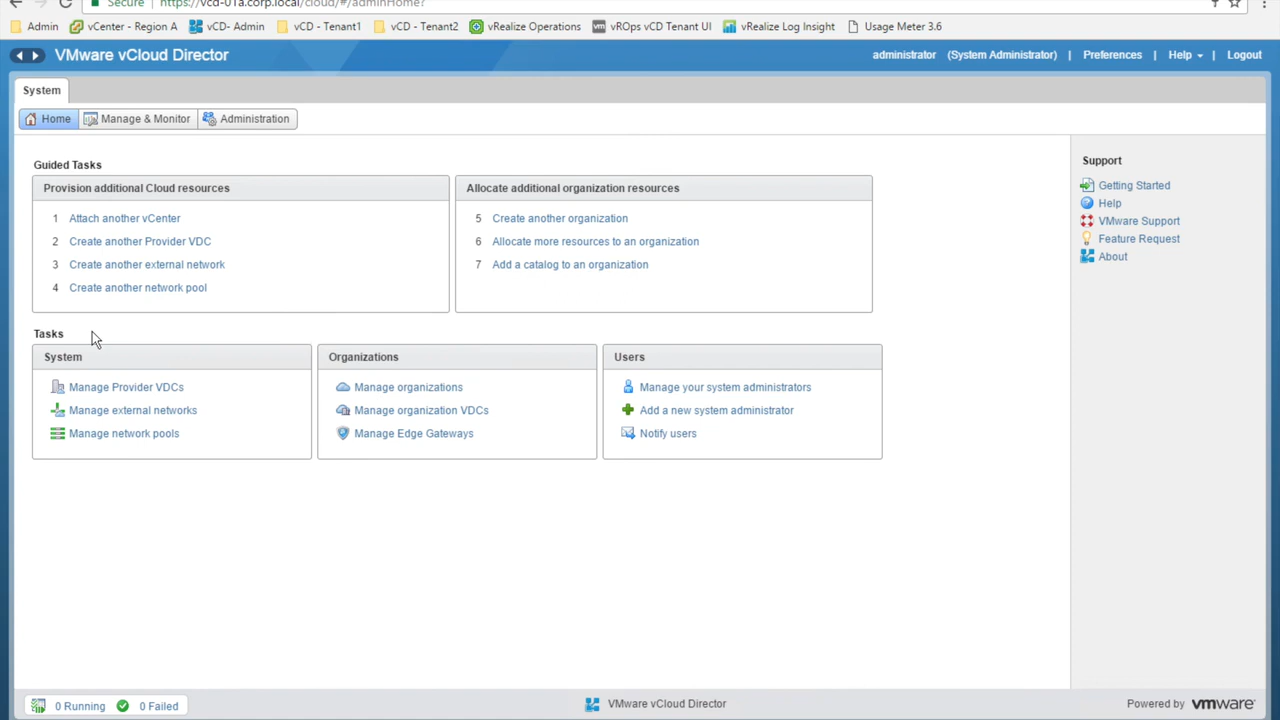 Secure https://vcd-01a.corp.local/cloud/#/adminHome?
Admin vCenter - Region A vCD- Admin vCD - Tenant1 vCD - Tenant2 vRealize Operations vm vROps vCD Tenant UI vRealize Log Insight Usage Meter 3.6
VMware vCloud Director administrator (System Administrator) | Preferences | Help | Logout
System
Home Manage & Monitor Administration
Guided Tasks
Provision additional Cloud resources
1 Attach another vCenter
2 Create another Provider VDC
3 Create another external network
4 Create another network pool
Allocate additional organization resources
5 Create another organization
6 Allocate more resources to an organization
7 Add a catalog to an organization
Tasks
System
Manage Provider VDCs
Manage external networks
Manage network pools
Organizations
Manage organizations
Manage organization VDCs
Manage Edge Gateways
Users
Manage your system administrators
Add a new system administrator
Notify users
Support
Getting Started
Help
VMware Support
Feature Request
About
0 Running 0 Failed
VMware vCloud Director
Powered by vmware